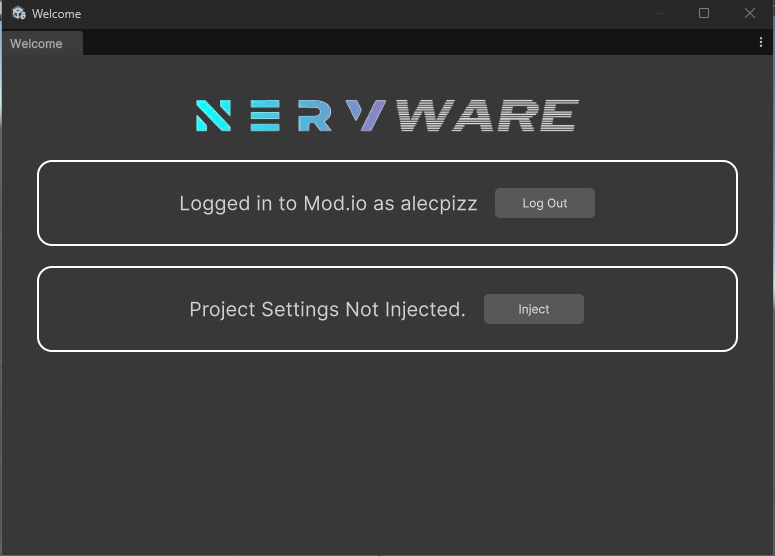 Welcome
Welcome
NERVWARE
Logged in to Mod.io as alecpizz
Log Out
Project Settings Not Injected.
Inject